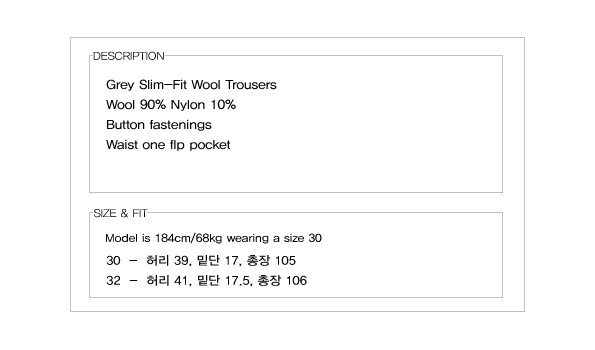 DESCRIPTION
Grey Slim-Fit Wool Trousers
Wool 90% Nylon 10%
Button fastenings
Waist one flp pocket
SIZE & FIT
Model is 184cm/68kg wearing a size 30
30 - 허리 39, 밑단 17, 총장 105
32 - 허리 41, 밑단 17.5, 총장 106